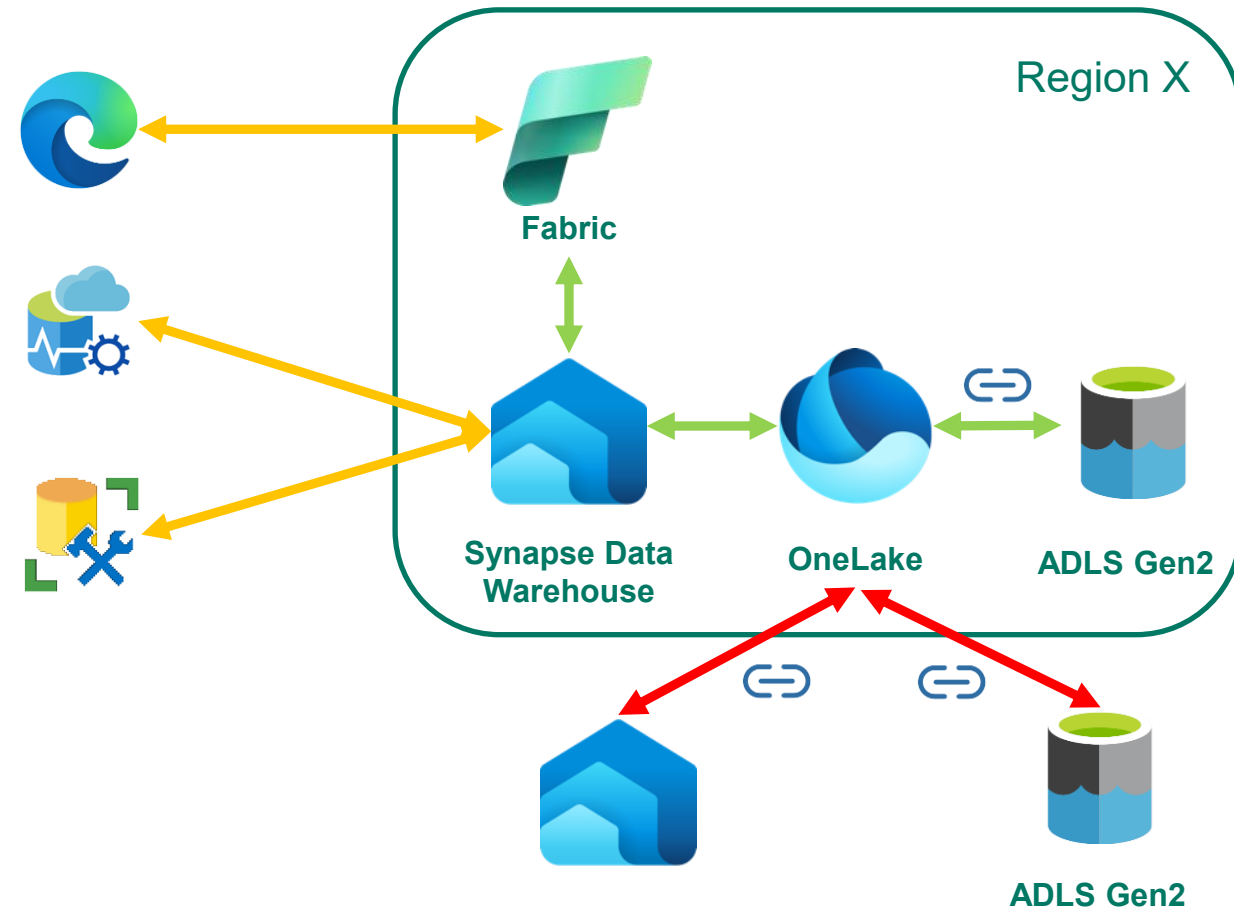 Region X
Fabric
Synapse Data
Warehouse
OneLake
ADLS Gen2
ADLS Gen2